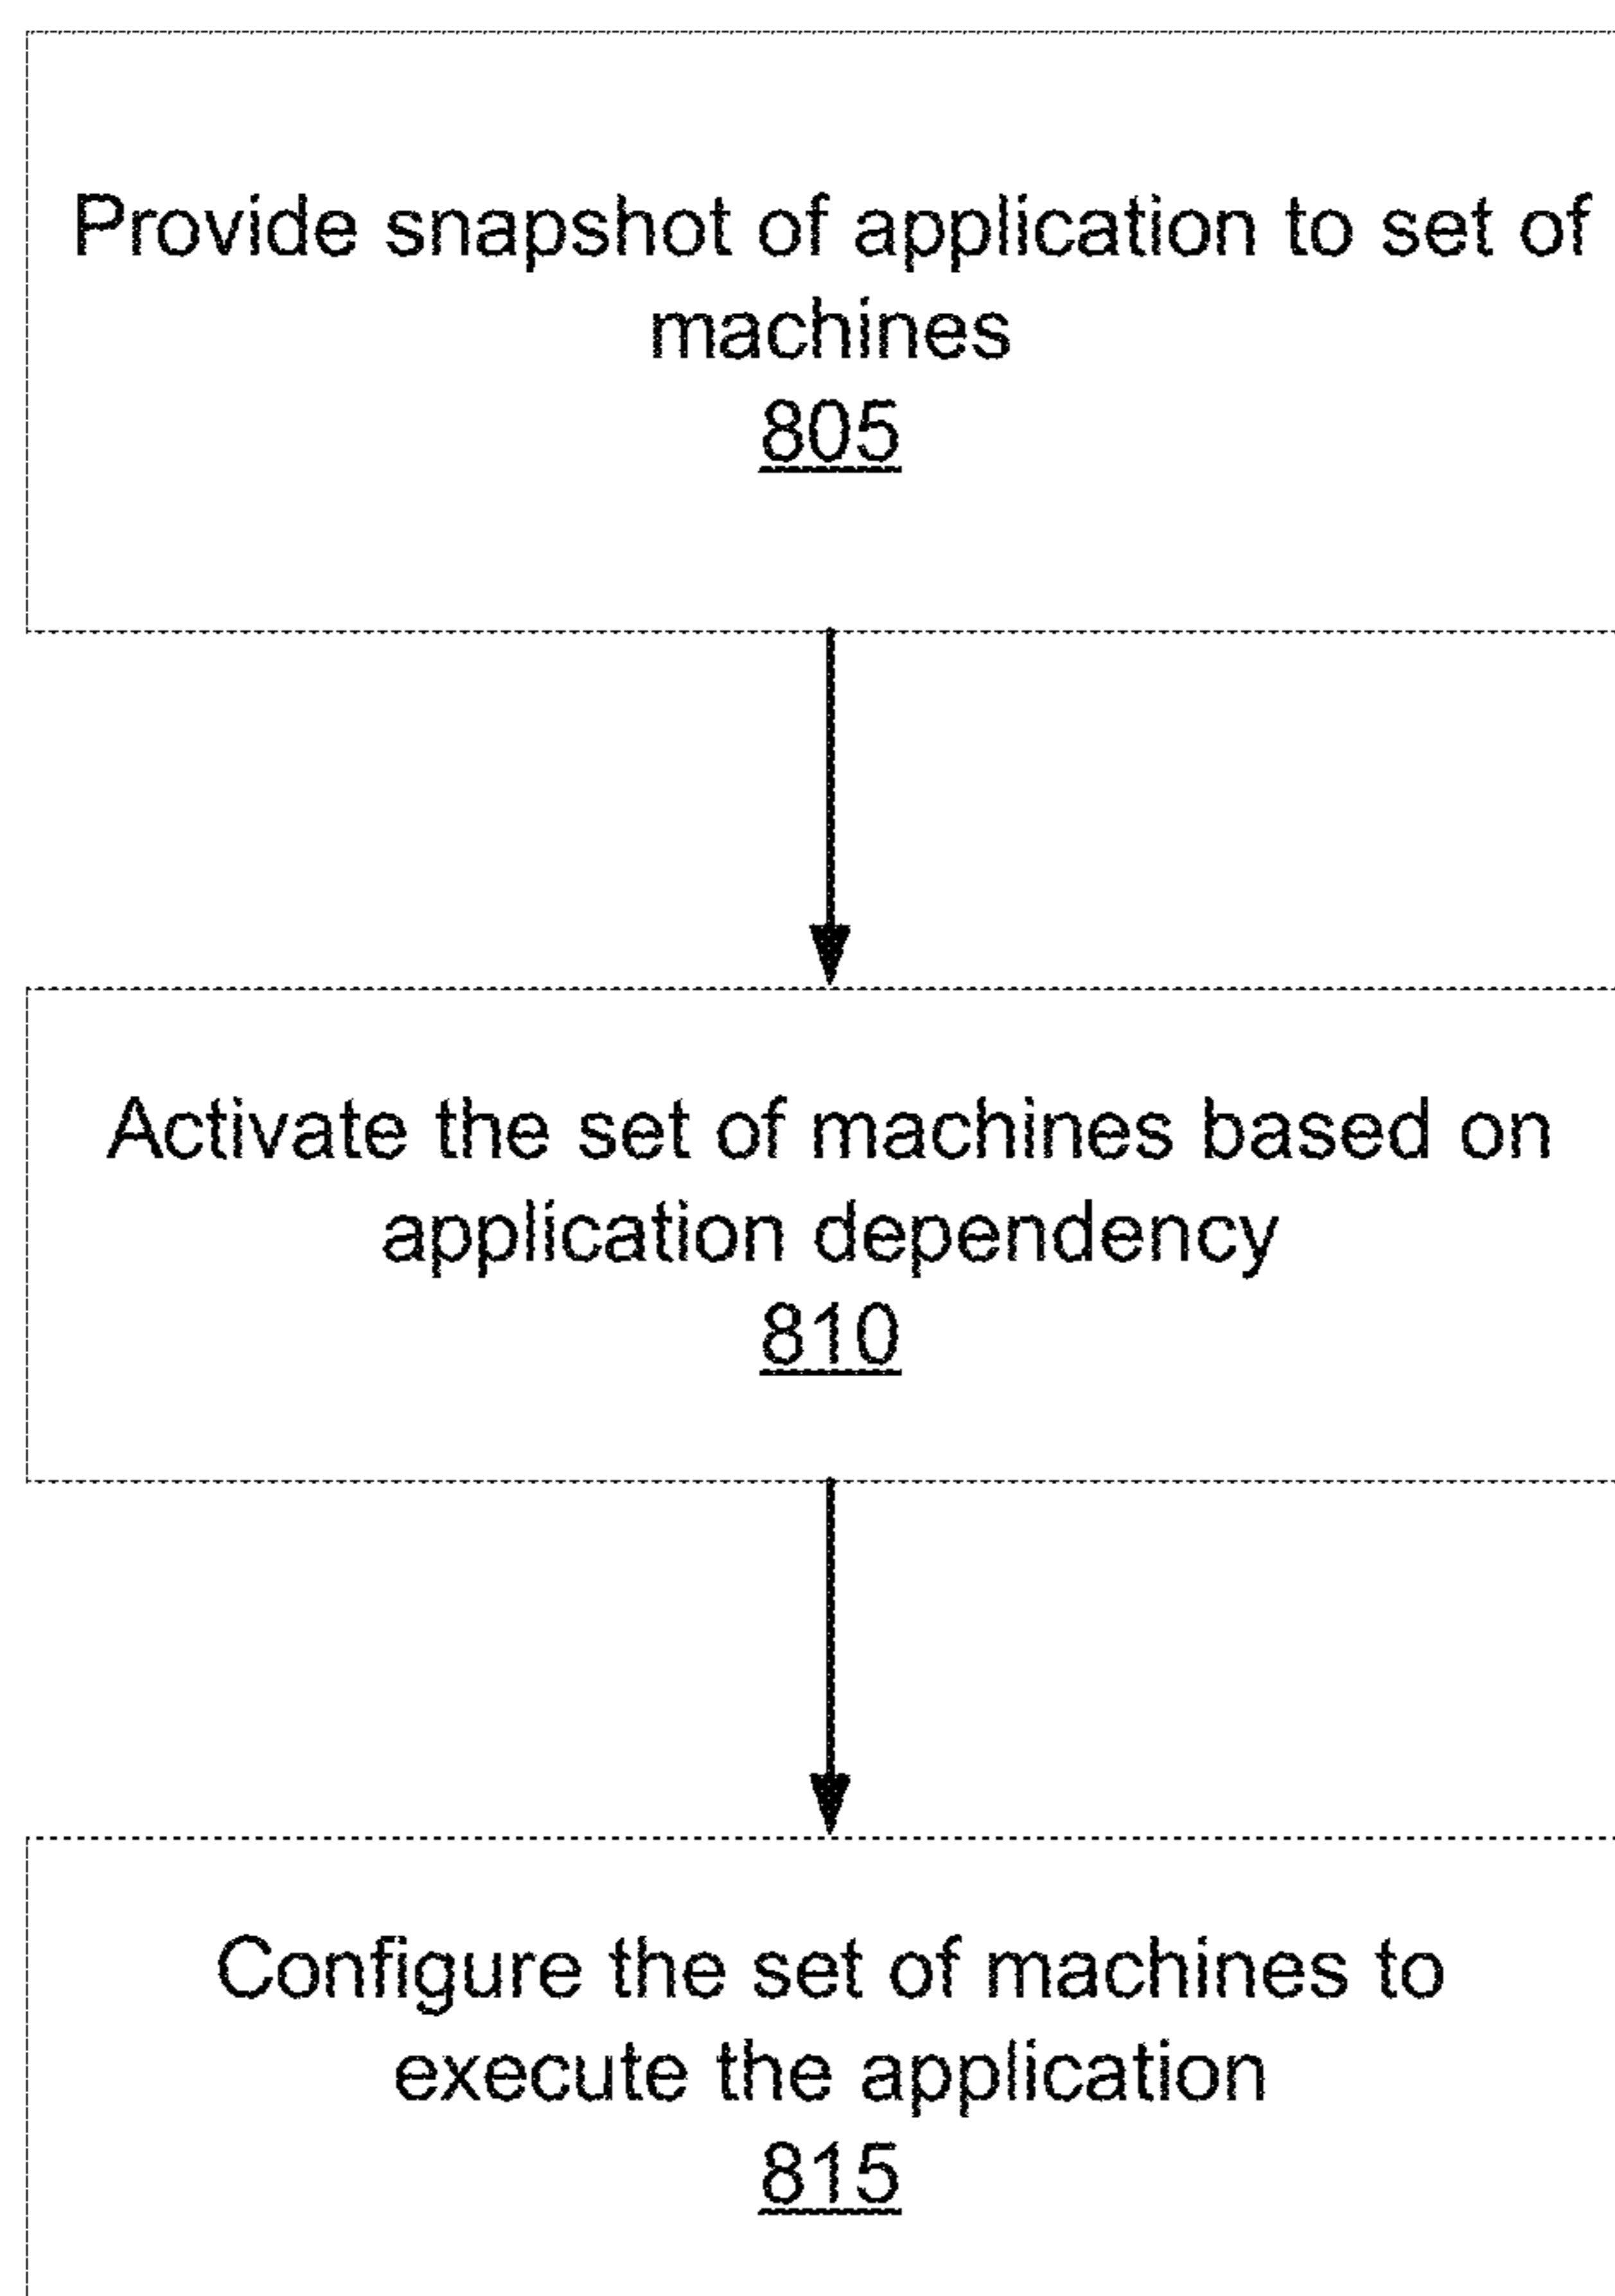 Provide snapshot of application to set of
machines
805
Activate the set of machines based on
application dependency
810
Configure the set of machines to
execute the application
815